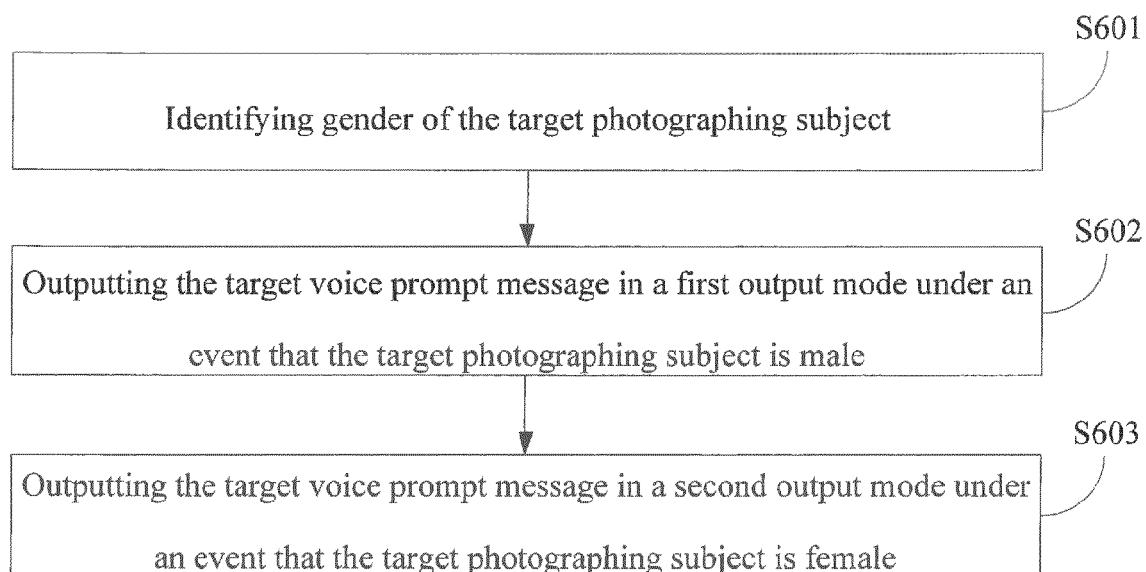 S601
Identifying gender of the target photographing subject
S602
Outputting the target voice prompt message in a first output mode under an
event that the target photographing subject is male
S603
Outputting the target voice prompt message in a second output mode under
an event that the target photographing subject is female